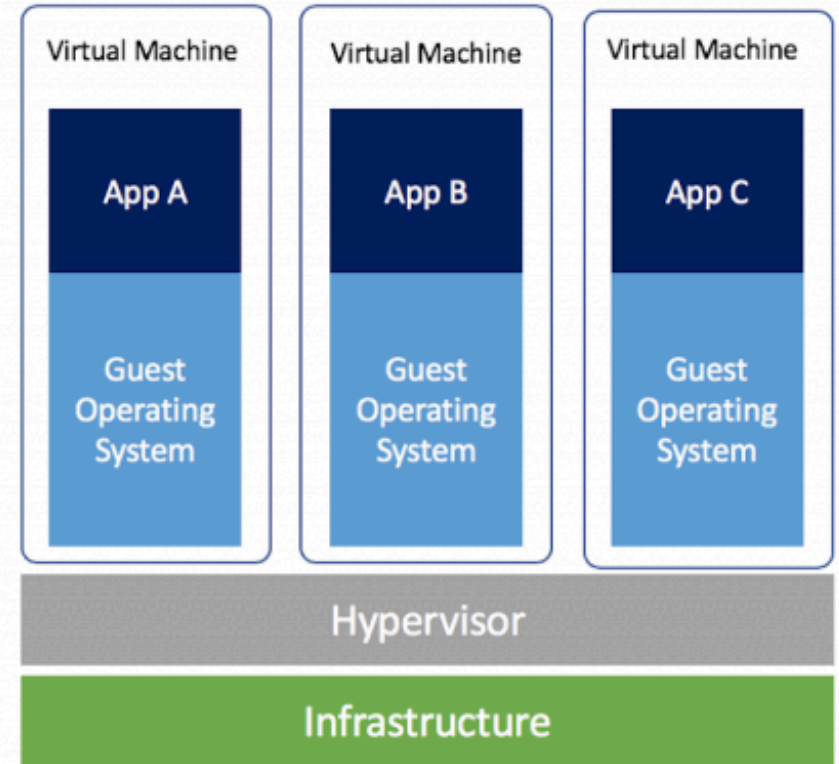 Virtual Machine
Virtual Machine
Virtual Machine
App A
App B
App C
Guest
Operating
System
Guest
Operating
System
Guest
Operating
System
Hypervisor
Infrastructure